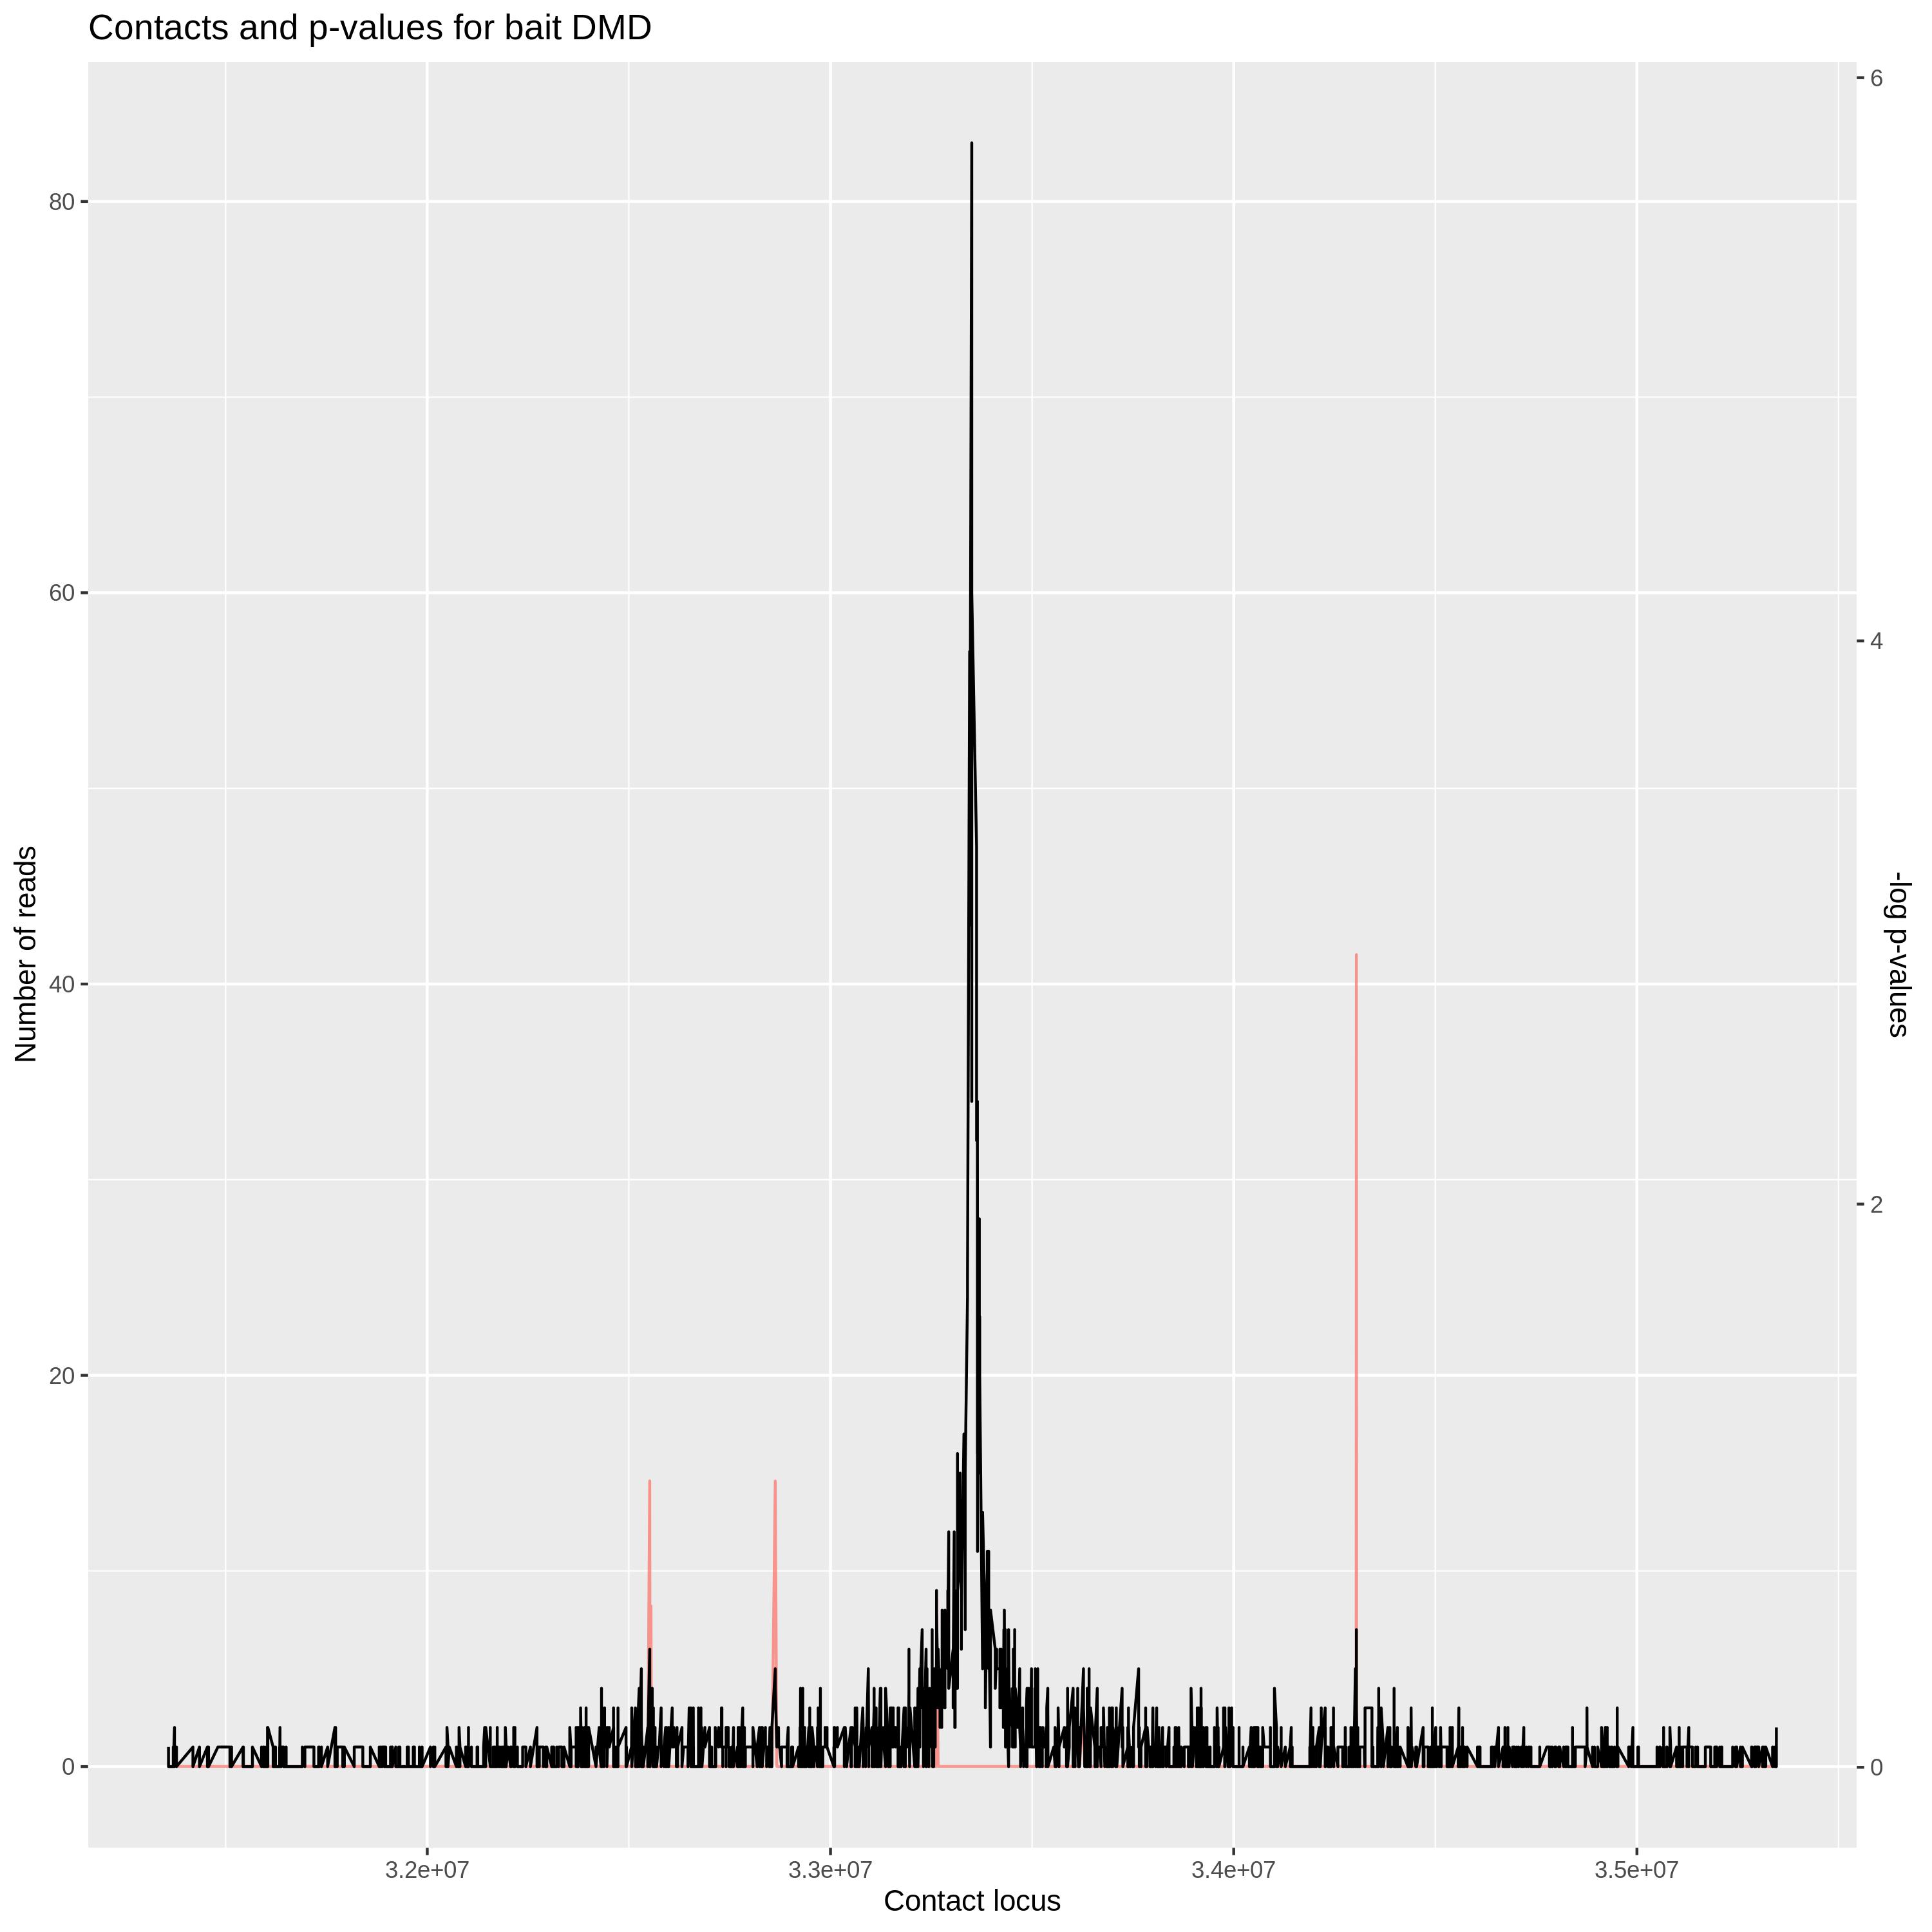 Contacts and p-values for bait DMD
Number of reads
80
60
40
20
0
6
4
2
0
-log p-values
3.2e+07
3.3e+07
3.4e+07
3.5e+07
Contact locus